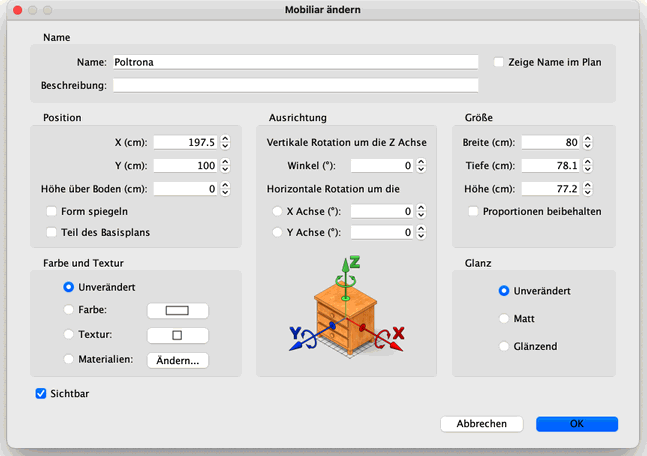 Mobiliar ändern
Name
Name: Poltrona
Zeige Name im Plan
Beschreibung:
Position
X (cm): 197.5
Y (cm): 100
Höhe über Boden (cm): 0
Form spiegeln
Teil des Basisplans
Ausrichtung
Vertikale Rotation um die Z Achse
Winkel (°): 0
Horizontale Rotation um die
X Achse (°): 0
Y Achse (°): 0
Größe
Breite (cm): 80
Tiefe (cm): 78.1
Höhe (cm): 77.2
Proportionen beibehalten
Farbe und Textur
Unverändert
Farbe:
Textur:
Materialien: Ändern...
Z
Y
X
Glanz
Unverändert
Matt
Glänzend
Sichtbar
Abbrechen
OK